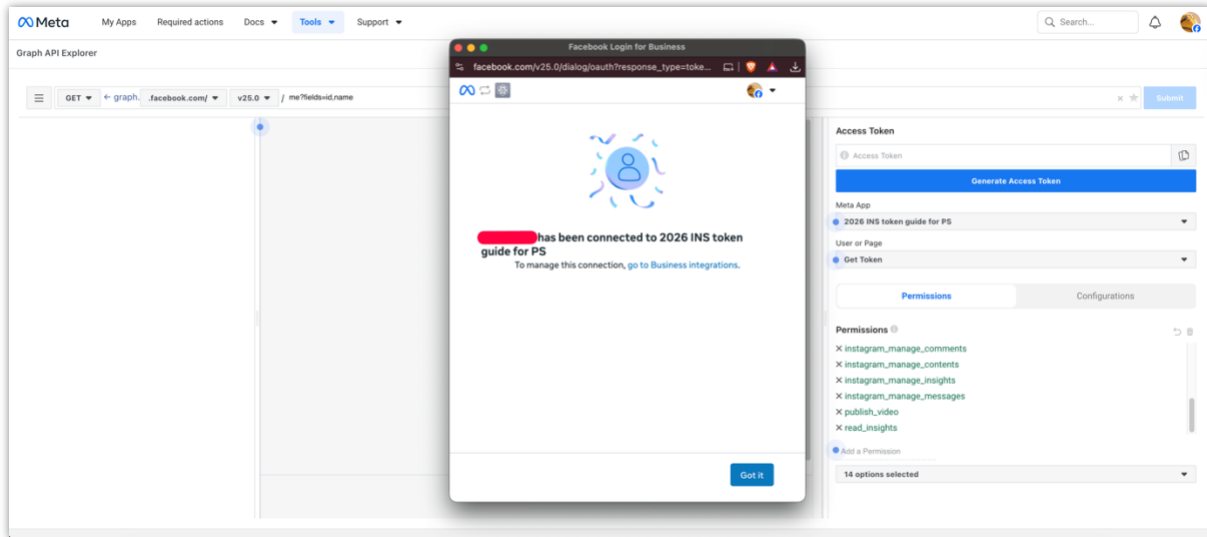 Meta
My Apps
Required actions
Docs
Tools
Support
Search...
Graph API Explorer
Facebook Login for Business
facebook.com/v25.0/dialog/oauth?response_type=toke...
GET
graph.
.facebook.com/
v25.0
/
me?fields=id,name
Submit
has been connected to 2026 INS token
guide for PS
To manage this connection, go to Business integrations.
Got it
Access Token
Access Token
Generate Access Token
Meta App
2026 INS token guide for PS
User or Page
Get Token
Permissions
Configurations
Permissions
instagram_manage_comments
instagram_manage_contents
instagram_manage_insights
instagram_manage_messages
publish_video
read_insights
Add a Permission
14 options selected